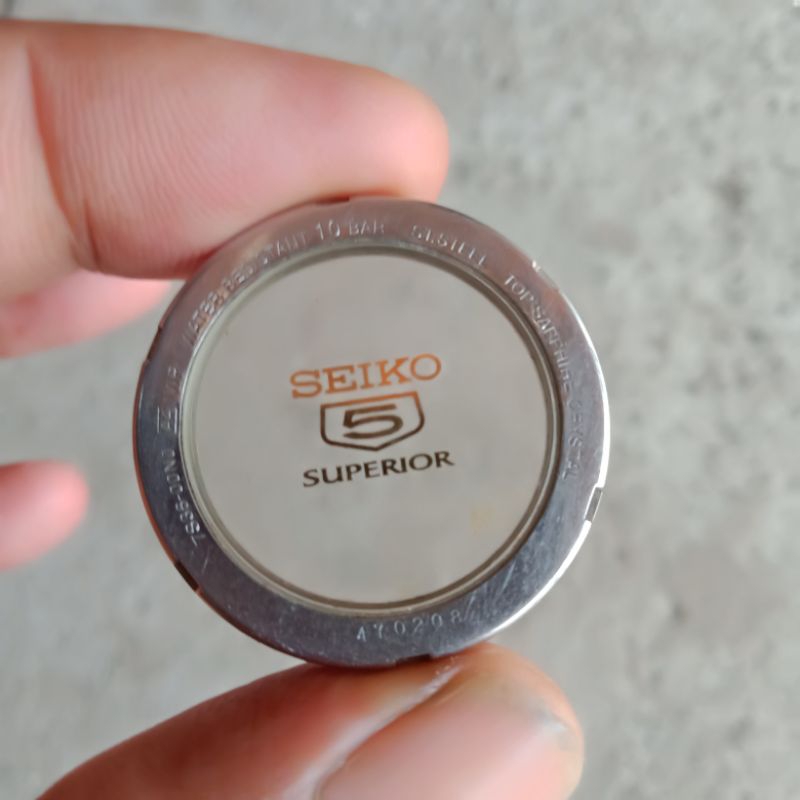 SEIKO
5
SUPERIOR
WATER RESISTANT 10 BAR ST.STEEL TOP:SAPPHIRE CRYSTAL
470208